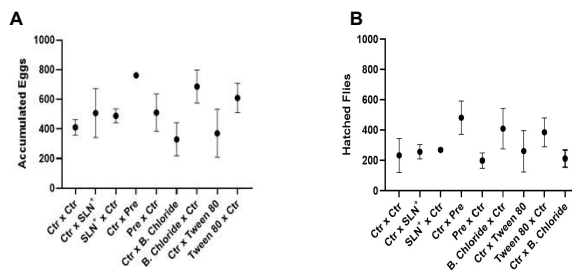 A
Accumulated Eggs
1000
800
600
400
200
0
Ctr x Ctr
Ctr x SLN⁺
SLN⁺ x Ctr
Ctr x Pre
Pre x Ctr
Ctr x B. Chloride
B. Chloride x Ctr
Ctr x Tween 80
Tween 80 x Ctr
B
Hatched Flies
1000
800
600
400
200
0
Ctr x Ctr
Ctr x SLN⁺
SLN⁺ x Ctr
Ctr x Pre
Pre x Ctr
B. Chloride x Ctr
Ctr x Tween 80
Tween 80 x Ctr
Ctr x B. Chloride